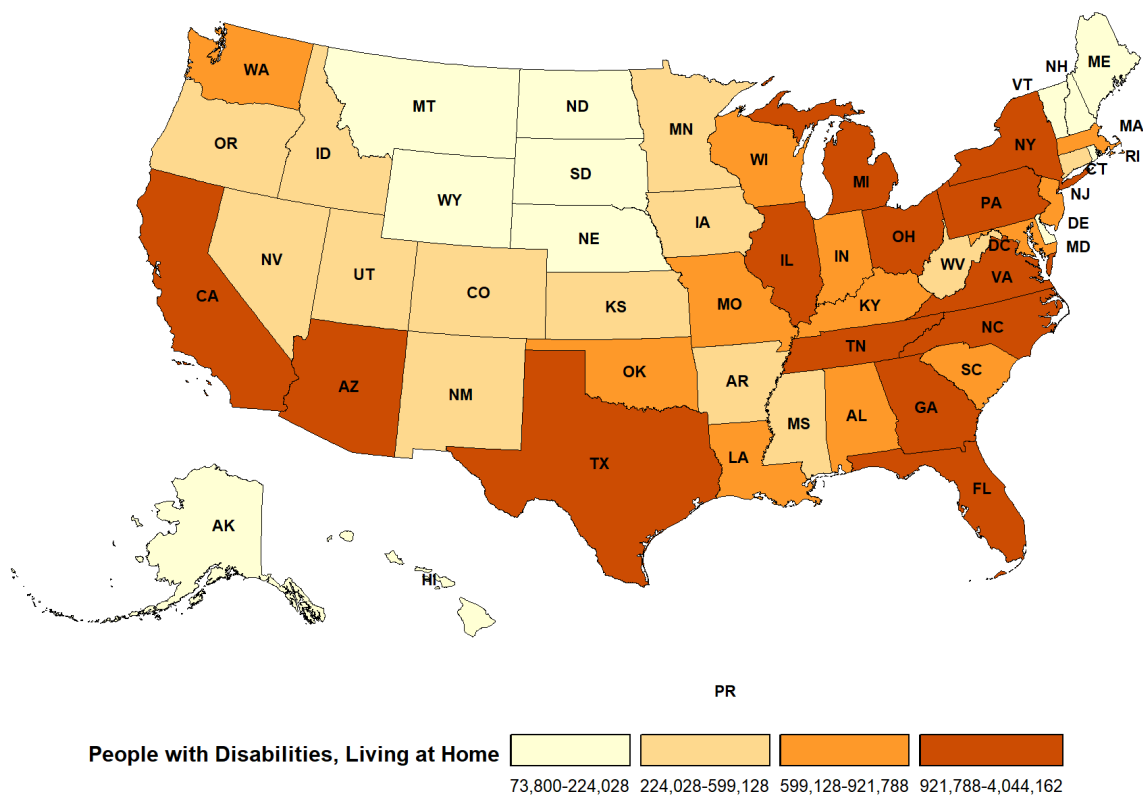 WA
MT
ND
MN
ME
NH
VT
OR
ID
SD
WI
NY
MA
RI
CT
WY
MI
IA
PA
NJ
NE
OH
DE
MD
DC
NV
UT
IL
IN
WV
VA
CO
CA
KS
MO
KY
NC
TN
AZ
NM
OK
AR
SC
MS
AL
GA
LA
TX
FL
AK
HI
PR
People with Disabilities, Living at Home
73,800-224,028 224,028-599,128 599,128-921,788 921,788-4,044,162